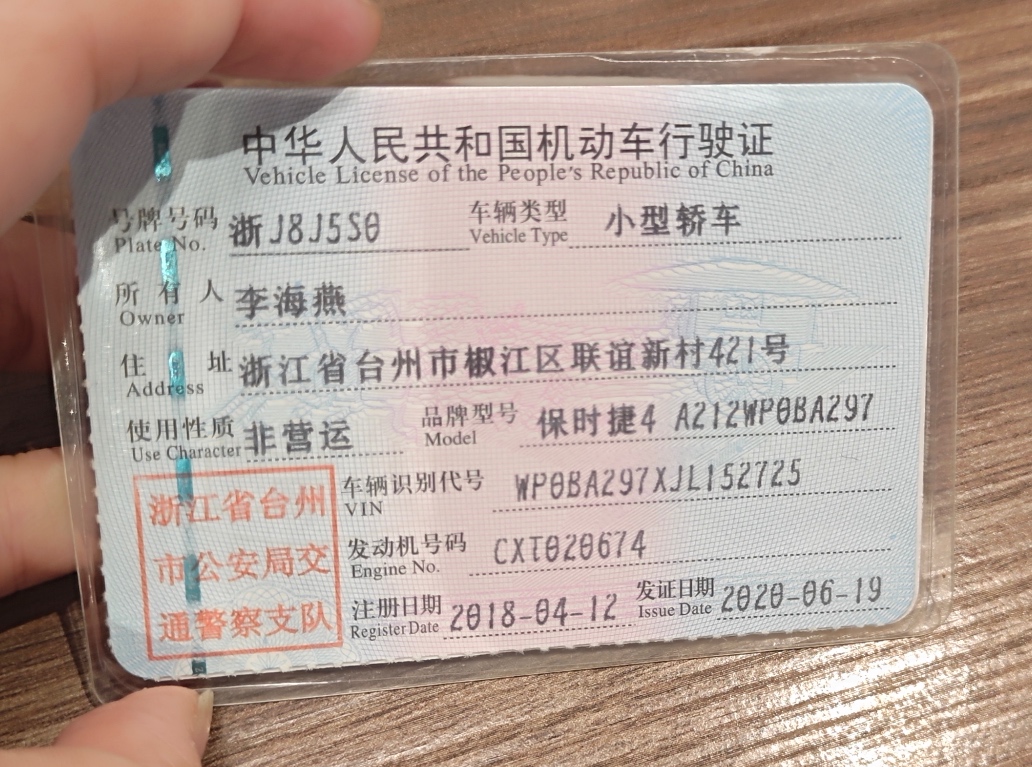 中华人民共和国机动车行驶证
Vehicle License of the People's Republic of China
号牌号码 浙J8J5S0 车辆类型 小型轿车
Plate No. Vehicle Type
所有人 李海燕
Owner
住址 浙江省台州市椒江区联谊新村421号
Address
使用性质 非营运 品牌型号 保时捷4 A212WP0BA297
Use Character Model
车辆识别代号 WP0BA297XJL152725
VIN
发动机号码 CXT020674
Engine No.
注册日期 2018-04-12 发证日期 2020-06-19
Register Date Issue Date
浙江省台州
市公安局交
通警察支队